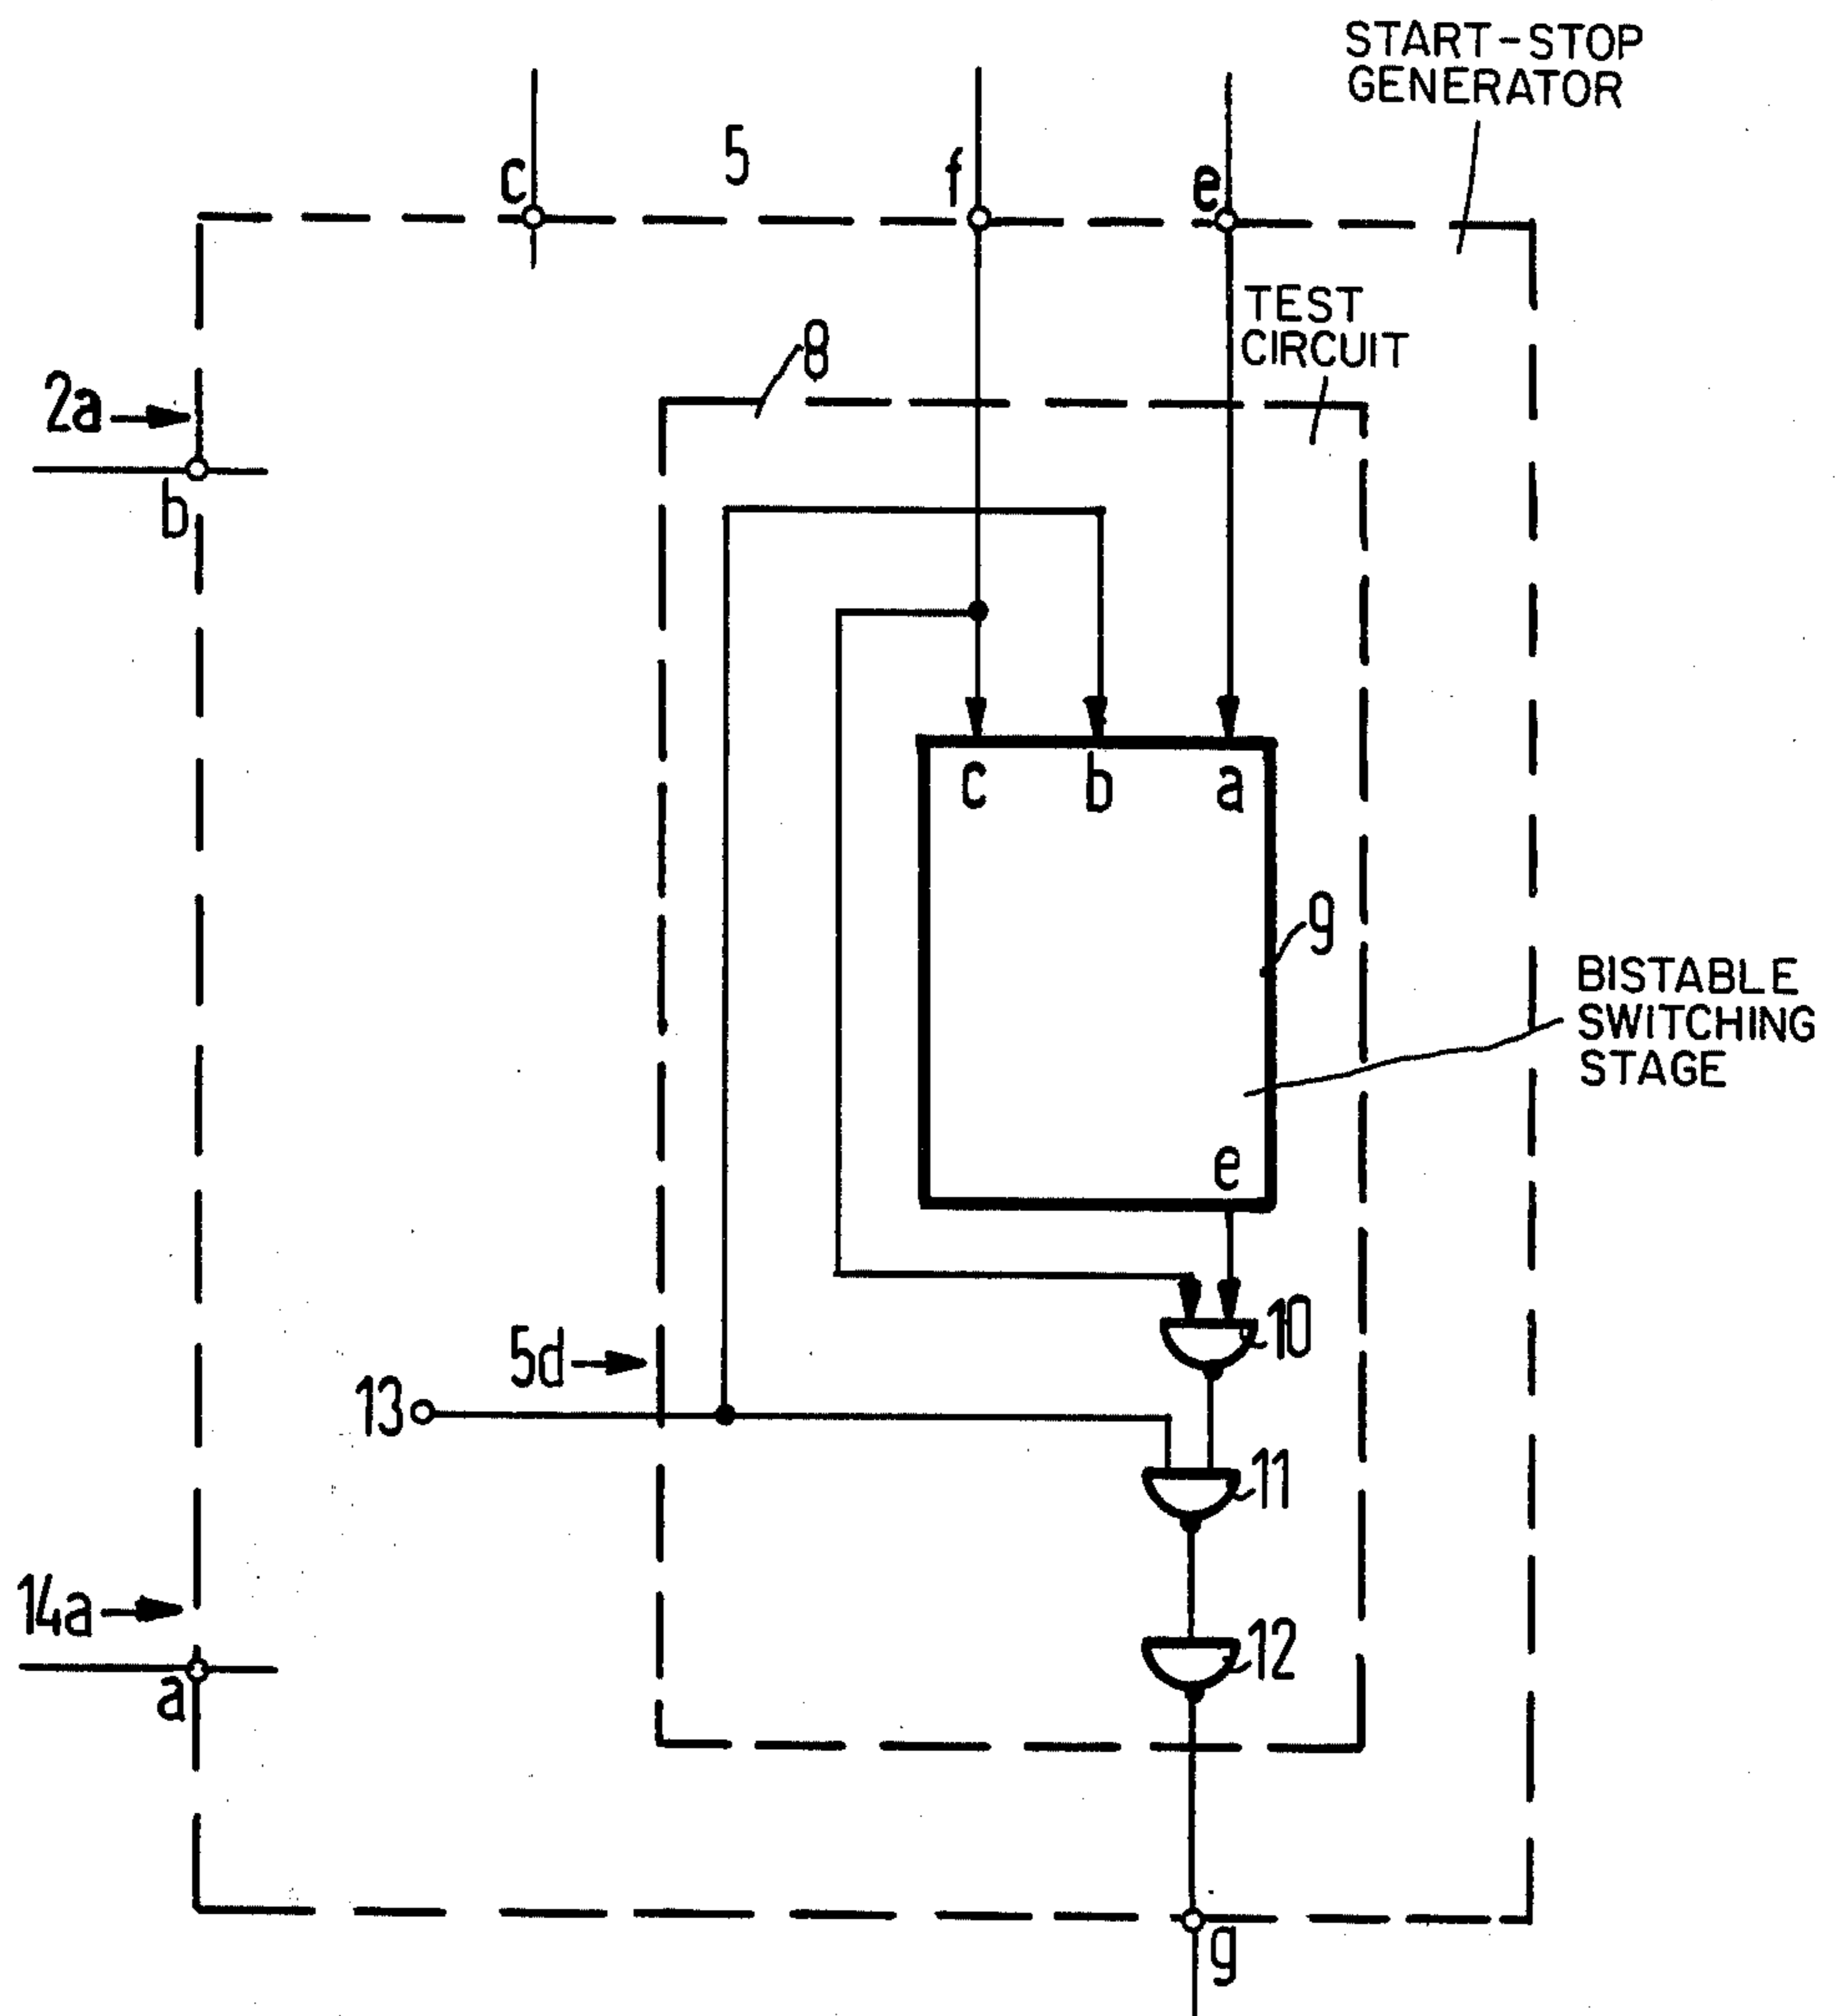 START-STOP
GENERATOR
5
c
f
e
TEST
CIRCUIT
8
2a
b
c
b
a
9
BISTABLE
SWITCHING
STAGE
e
10
5d
13
11
14a
12
a
g